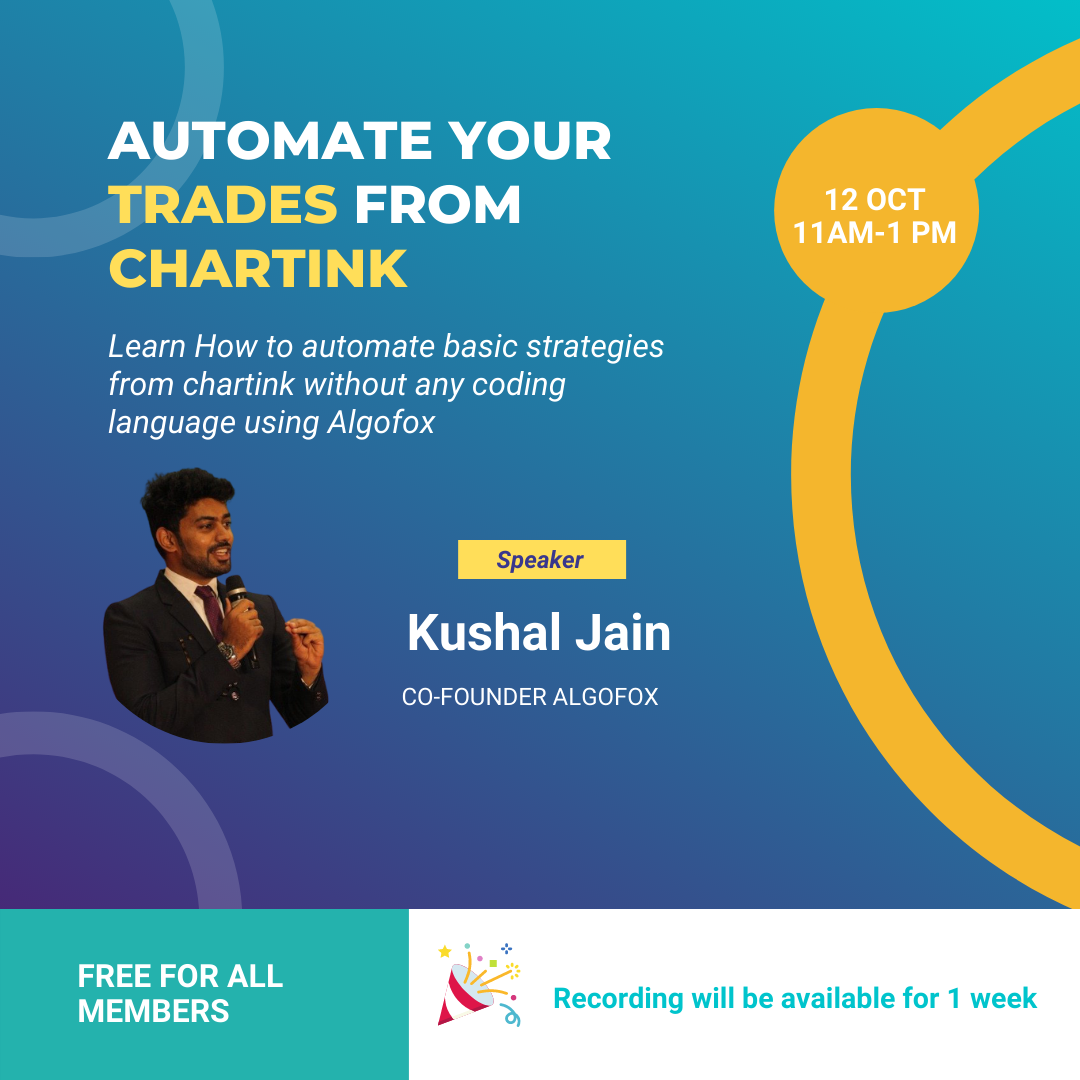 AUTOMATE YOUR
TRADES FROM
CHARTINK
12 OCT
11AM-1 PM
Learn How to automate basic strategies
from chartink without any coding
language using Algofox
Speaker
Kushal Jain
CO-FOUNDER ALGOFOX
FREE FOR ALL
MEMBERS
Recording will be available for 1 week